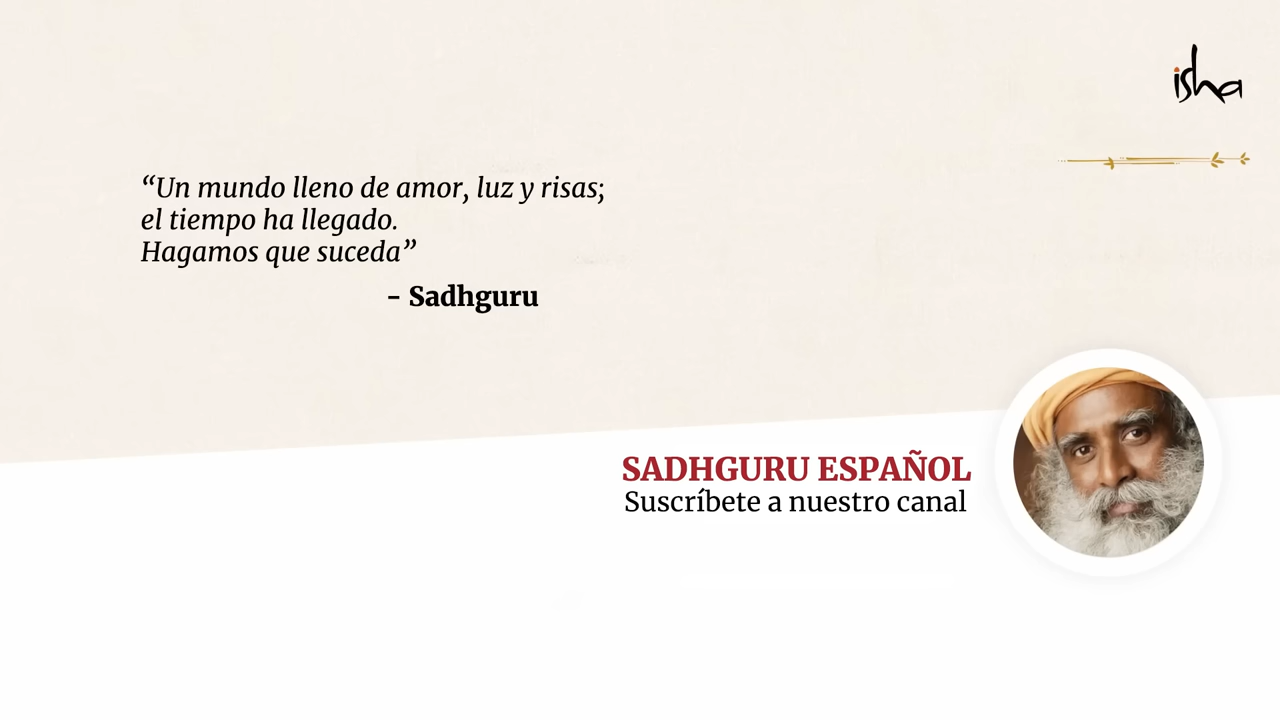 isha
“Un mundo lleno de amor, luz y risas;
el tiempo ha llegado.
Hagamos que suceda”
- Sadhguru
SADHGURU ESPAÑOL
Suscríbete a nuestro canal